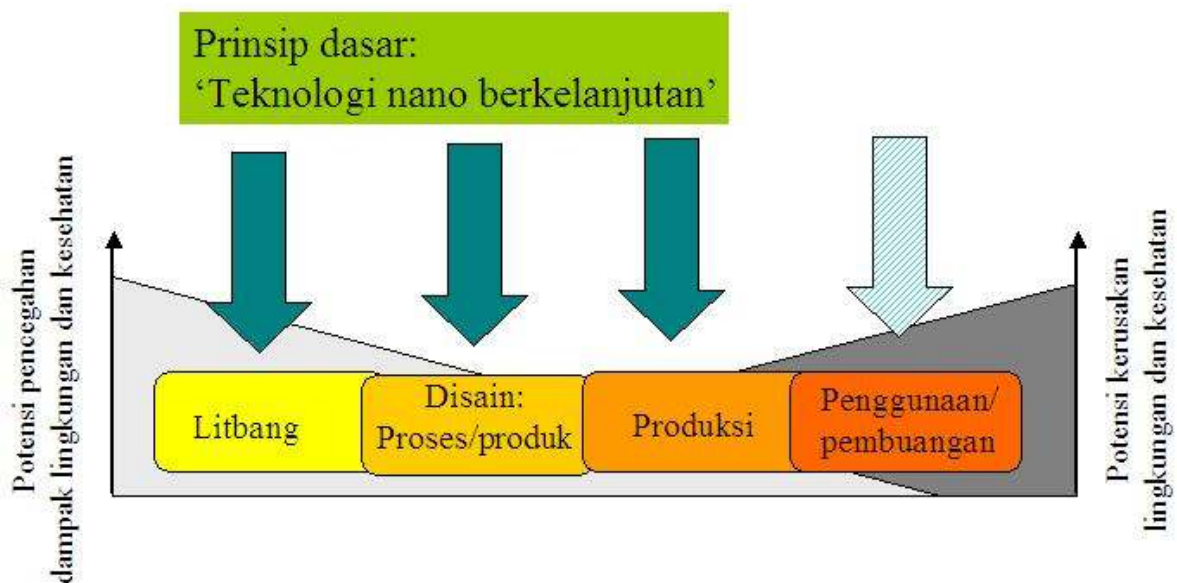 Prinsip dasar:
‘Teknologi nano berkelanjutan’
Potensi pencegahan
dampak lingkungan dan kesehatan
Litbang
Disain:
Proses/produk
Produksi
Penggunaan/
pembuangan
Potensi kerusakan
lingkungan dan kesehatan